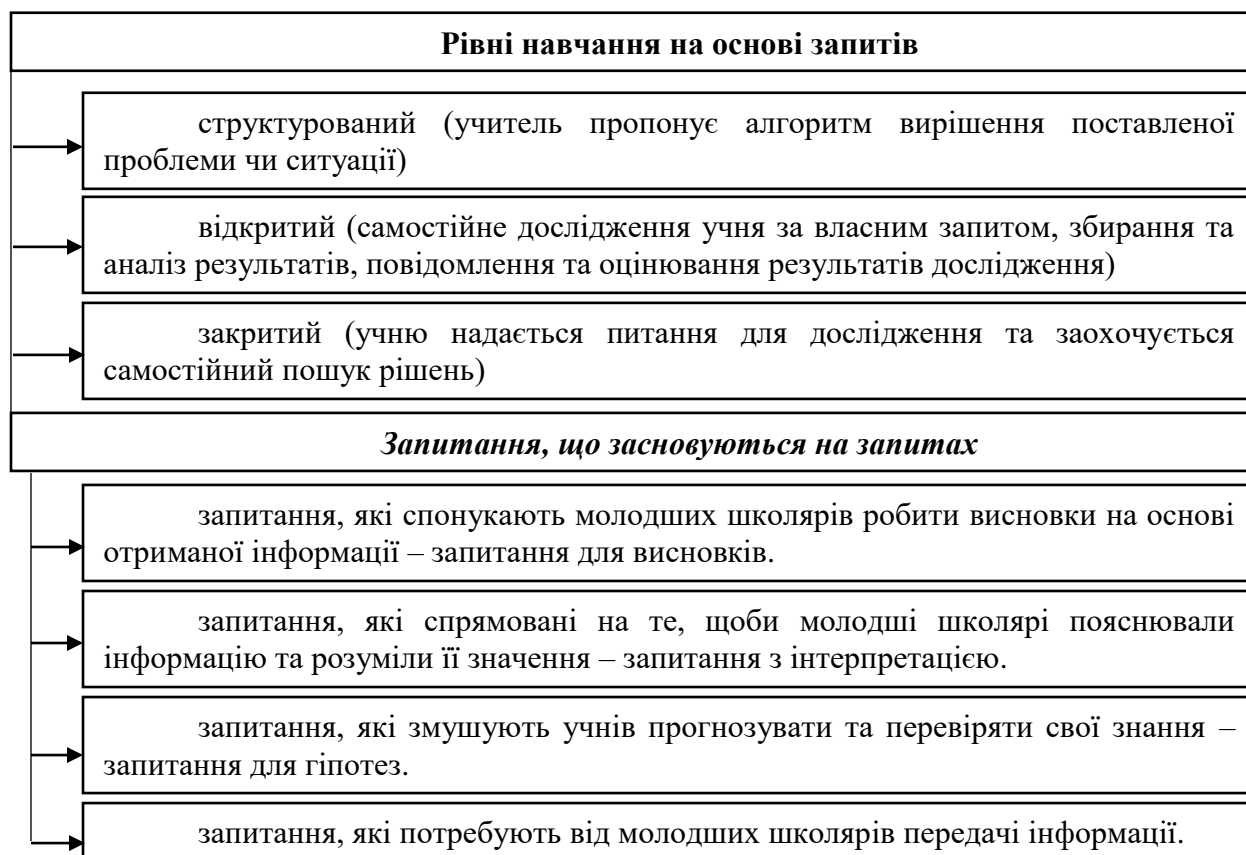 Рівні навчання на основі запитів
структурований (учитель пропонує алгоритм вирішення поставленої
проблеми чи ситуації)
відкритий (самостійне дослідження учня за власним запитом, збирання та
аналіз результатів, повідомлення та оцінювання результатів дослідження)
закритий (учню надається питання для дослідження та заохочується
самостійний пошук рішень)
Запитання, що засновуються на запитах
запитання, які спонукають молодших школярів робити висновки на основі
отриманої інформації – запитання для висновків.
запитання, які спрямовані на те, щоби молодші школярі пояснювали
інформацію та розуміли її значення – запитання з інтерпретацією.
запитання, які змушують учнів прогнозувати та перевіряти свої знання –
запитання для гіпотез.
запитання, які потребують від молодших школярів передачі інформації.